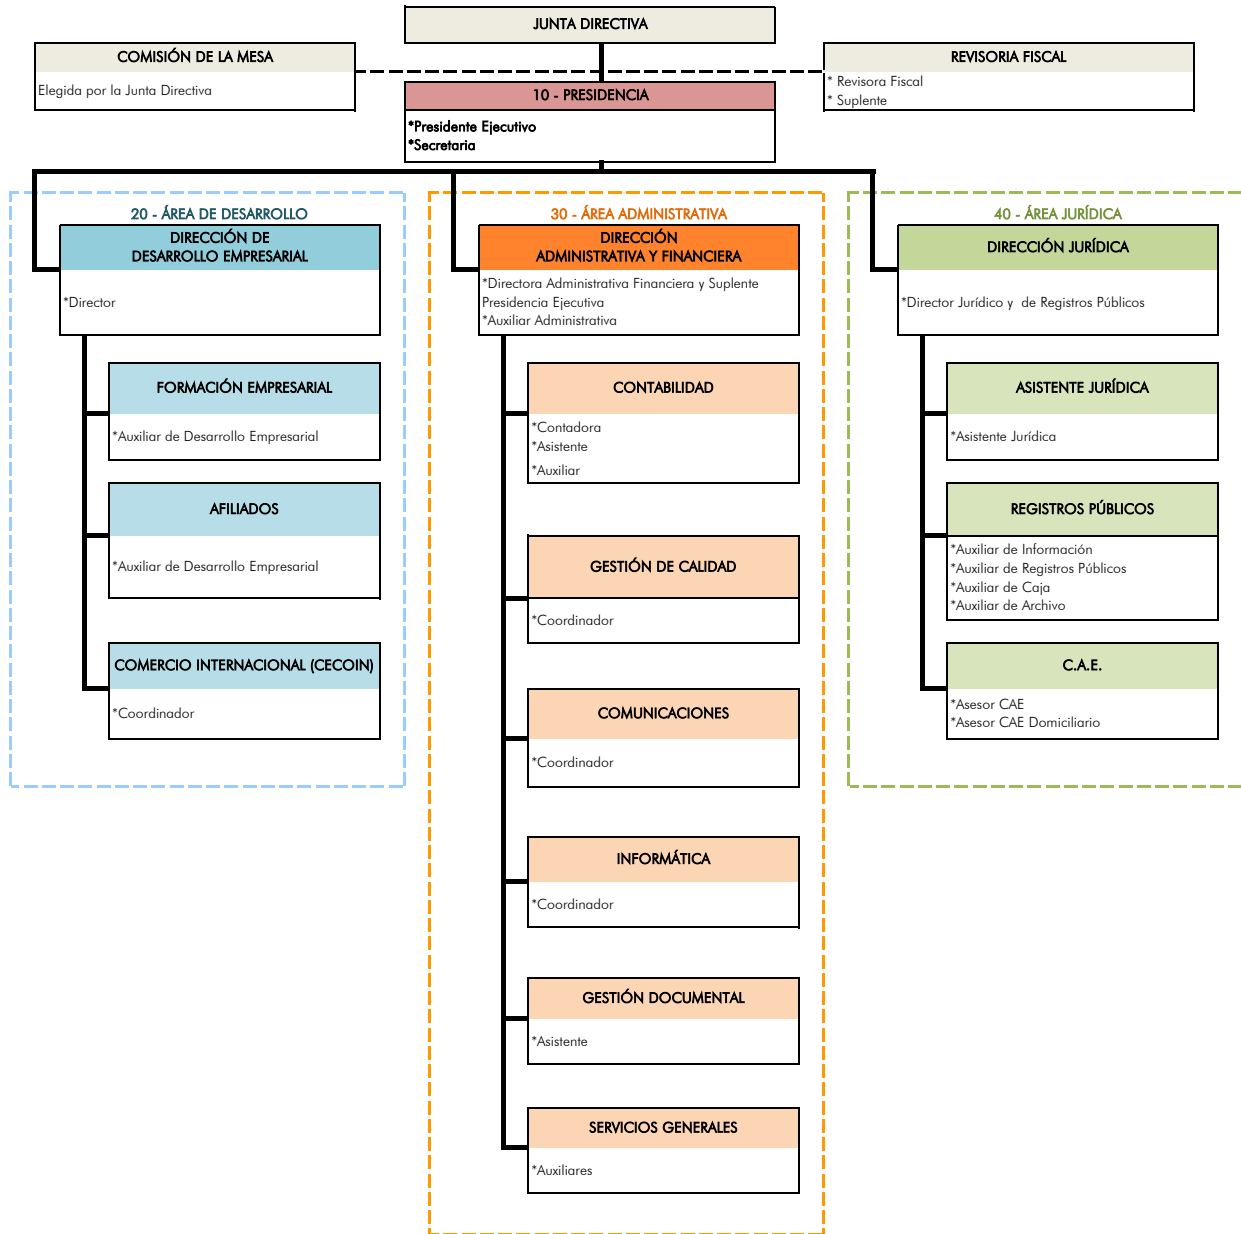 JUNTA DIRECTIVA
COMISIÓN DE LA MESA
Elegida por la Junta Directiva
REVISORIA FISCAL
* Revisora Fiscal
* Suplente
10 - PRESIDENCIA
*Presidente Ejecutivo
*Secretaria
20 - ÁREA DE DESARROLLO
DIRECCIÓN DE
DESARROLLO EMPRESARIAL
*Director
FORMACIÓN EMPRESARIAL
*Auxiliar de Desarrollo Empresarial
AFILIADOS
*Auxiliar de Desarrollo Empresarial
COMERCIO INTERNACIONAL (CECOIN)
*Coordinador
30 - ÁREA ADMINISTRATIVA
DIRECCIÓN
ADMINISTRATIVA Y FINANCIERA
*Directora Administrativa Financiera y Suplente
Presidencia Ejecutiva
*Auxiliar Administrativa
CONTABILIDAD
*Contadora
*Asistente
*Auxiliar
GESTIÓN DE CALIDAD
*Coordinador
COMUNICACIONES
*Coordinador
INFORMÁTICA
*Coordinador
GESTIÓN DOCUMENTAL
*Asistente
SERVICIOS GENERALES
*Auxiliares
40 - ÁREA JURÍDICA
DIRECCIÓN JURÍDICA
*Director Jurídico y  de Registros Públicos
ASISTENTE JURÍDICA
*Asistente Jurídica
REGISTROS PÚBLICOS
*Auxiliar de Información
*Auxiliar de Registros Públicos
*Auxiliar de Caja
*Auxiliar de Archivo
C.A.E.
*Asesor CAE
*Asesor CAE Domiciliario